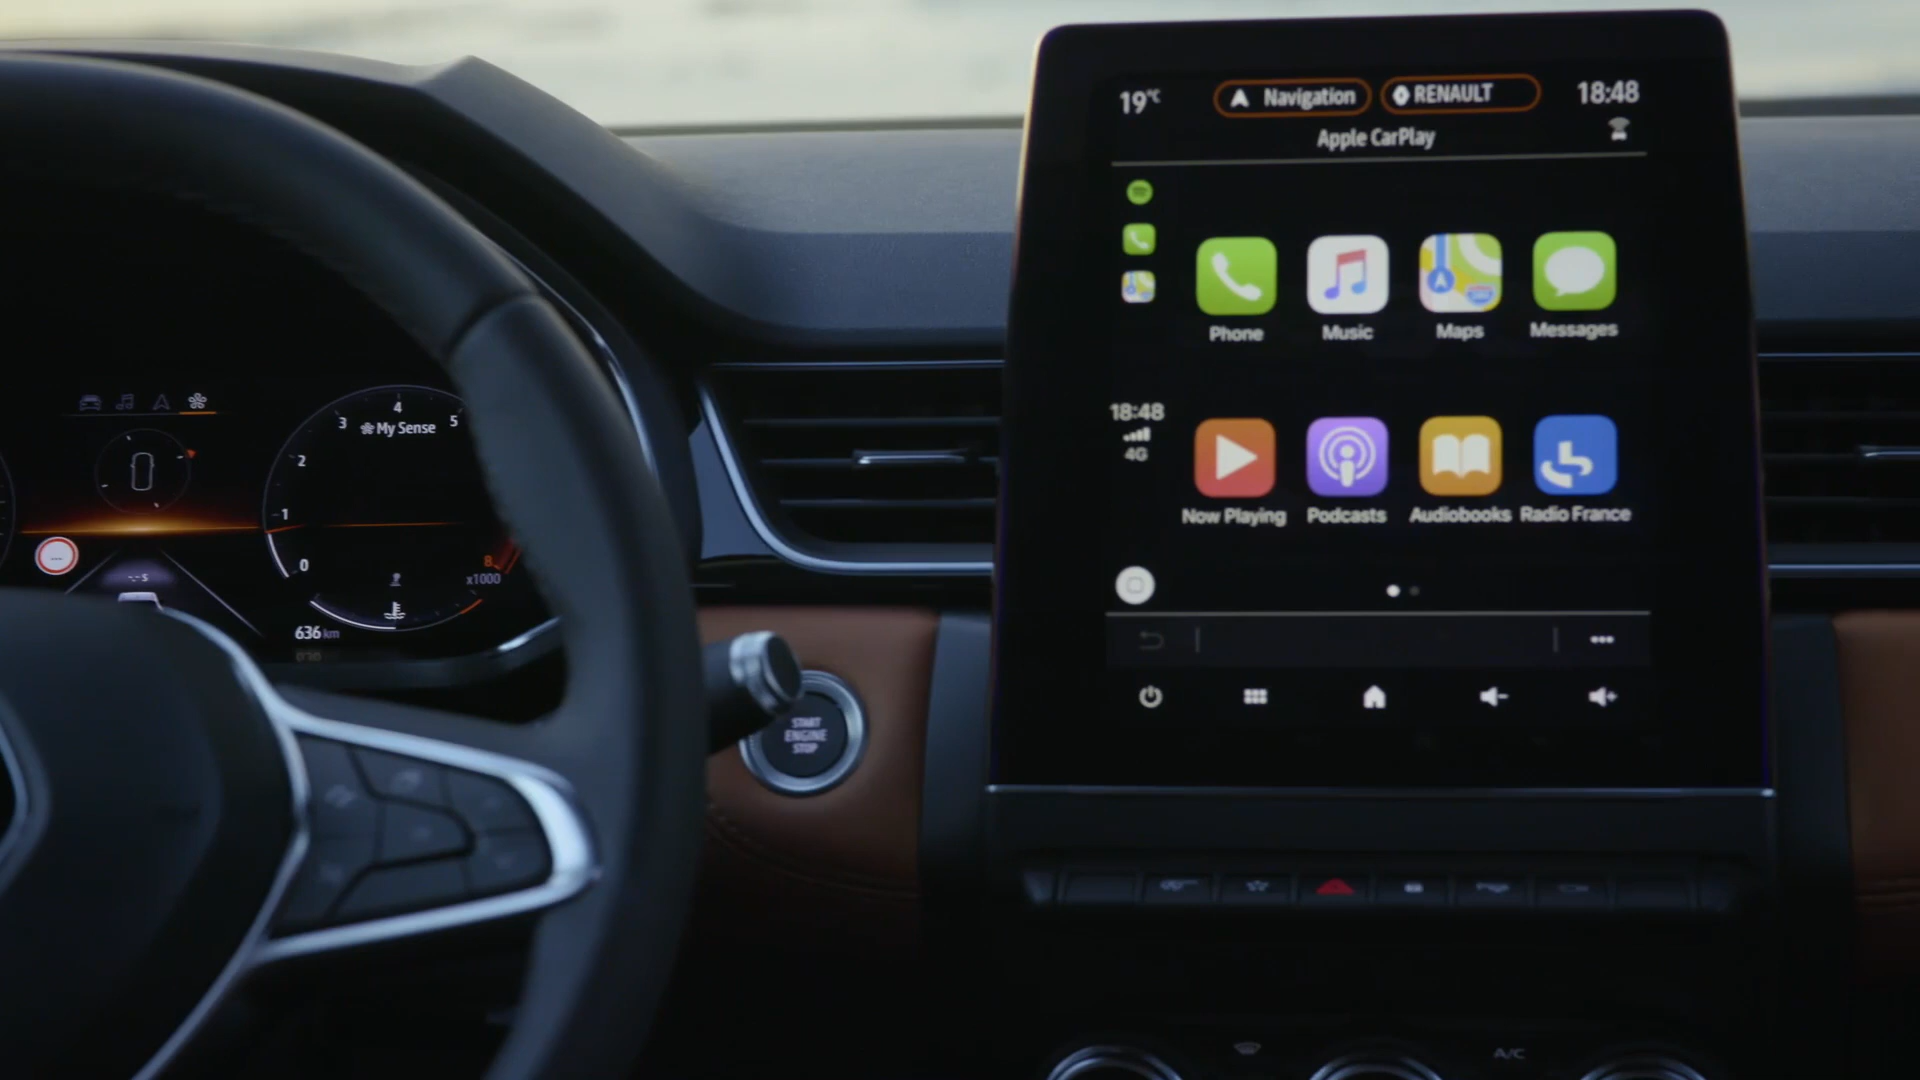 19°C
Navigation
RENAULT
18:48
Apple CarPlay
Phone
Music
Maps
Messages
18:48
4G
Now Playing
Podcasts
Audiobooks
Radio France
My Sense
0
1
2
3
4
5
8
x1000
636 km
START
ENGINE
STOP
A/C